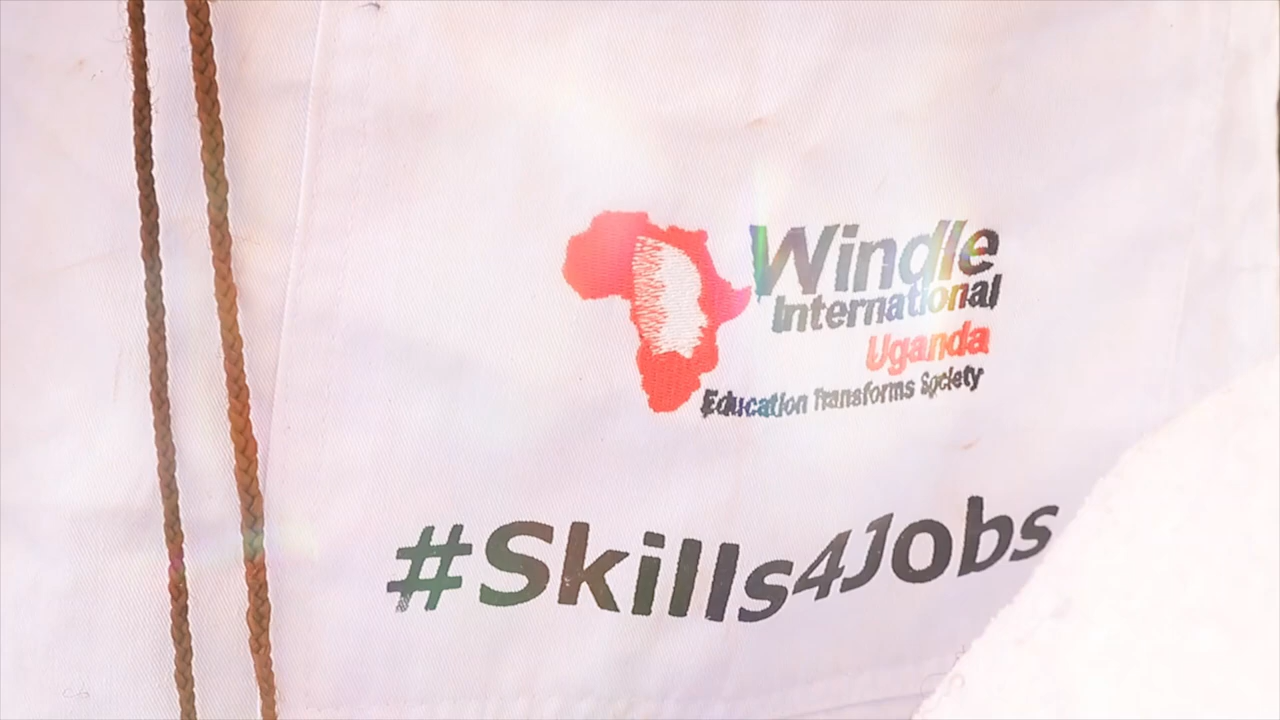 Windle
International
Uganda
Education Transforms Society
#Skills4Jobs